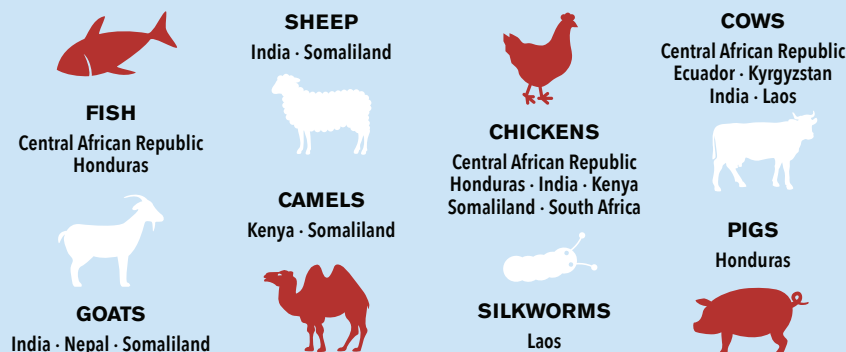 FISH
Central African Republic
Honduras
GOATS
India · Nepal · Somaliland
SHEEP
India · Somaliland
CAMELS
Kenya · Somaliland
CHICKENS
Central African Republic
Honduras · India · Kenya
Somaliland · South Africa
SILKWORMS
Laos
COWS
Central African Republic
Ecuador · Kyrgyzstan
India · Laos
PIGS
Honduras